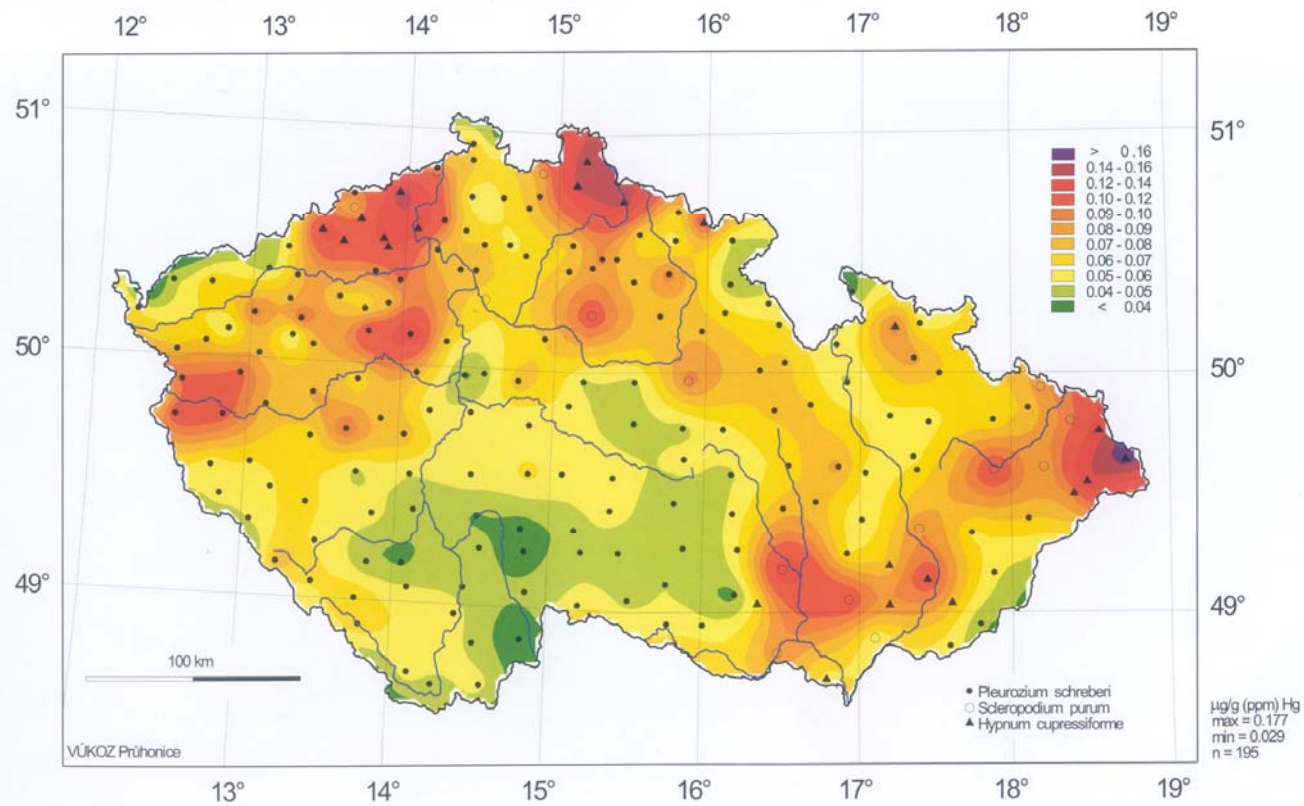 12° 13° 14° 15° 16° 17° 18° 19°
51° 51°
50° 50°
49° 49°
> 0.16
0.14 - 0.16
0.12 - 0.14
0.10 - 0.12
0.09 - 0.10
0.08 - 0.09
0.07 - 0.08
0.06 - 0.07
0.05 - 0.06
0.04 - 0.05
< 0.04
100 km
Pleurozium schreberi
Scleropodium purum
Hypnum cupressiforme
µg/g (ppm) Hg
max = 0.177
min = 0.029
n = 195
VÚKOZ Průhonice
13° 14° 15° 16° 17° 18° 19°